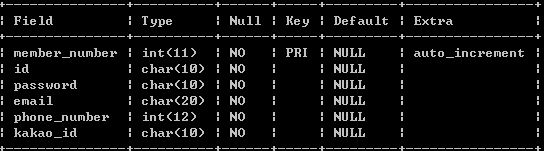 Field | Type | Null | Key | Default | Extra
member_number | int(11) | NO | PRI | NULL | auto_increment
id | char(10) | NO | | NULL |
password | char(10) | NO | | NULL |
email | char(20) | NO | | NULL |
phone_number | int(12) | NO | | NULL |
kakao_id | char(10) | NO | | NULL |